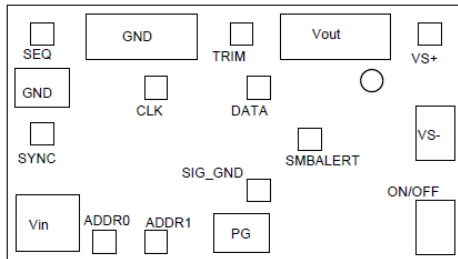 GND
Vout
SEQ
TRIM
VS+
GND
CLK
DATA
VS-
SYNC
SMBALERT
SIG_GND
ON/OFF
Vin
ADDR0
ADDR1
PG